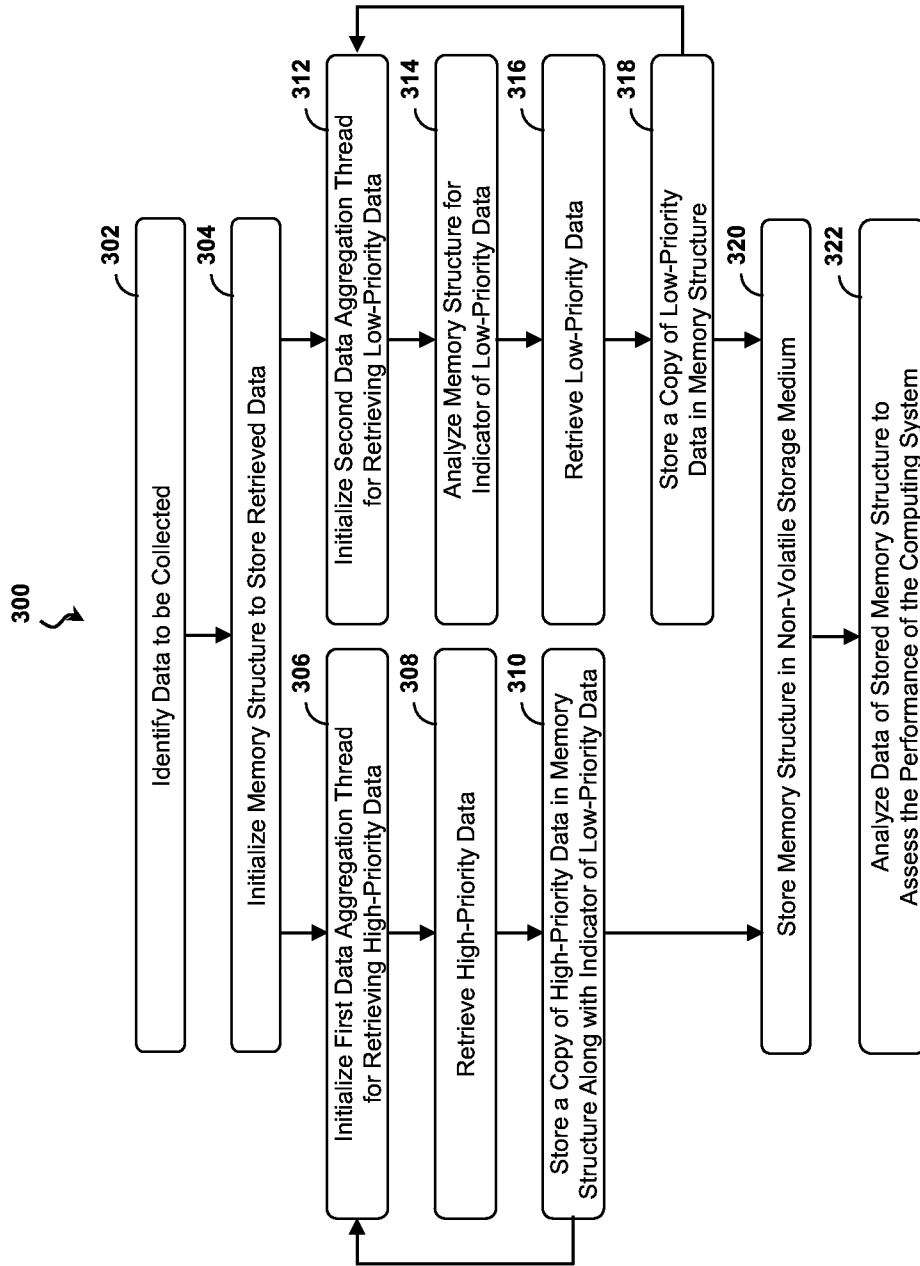 300
302
Identify Data to be Collected
304
Initialize Memory Structure to Store Retrieved Data
306
Initialize First Data Aggregation Thread
for Retrieving High-Priority Data
308
Retrieve High-Priority Data
310
Store a Copy of High-Priority Data in Memory
Structure Along with Indicator of Low-Priority Data
312
Initialize Second Data Aggregation Thread
for Retrieving Low-Priority Data
314
Analyze Memory Structure for
Indicator of Low-Priority Data
316
Retrieve Low-Priority Data
318
Store a Copy of Low-Priority
Data in Memory Structure
320
Store Memory Structure in Non-Volatile Storage Medium
322
Analyze Data of Stored Memory Structure to
Assess the Performance of the Computing System